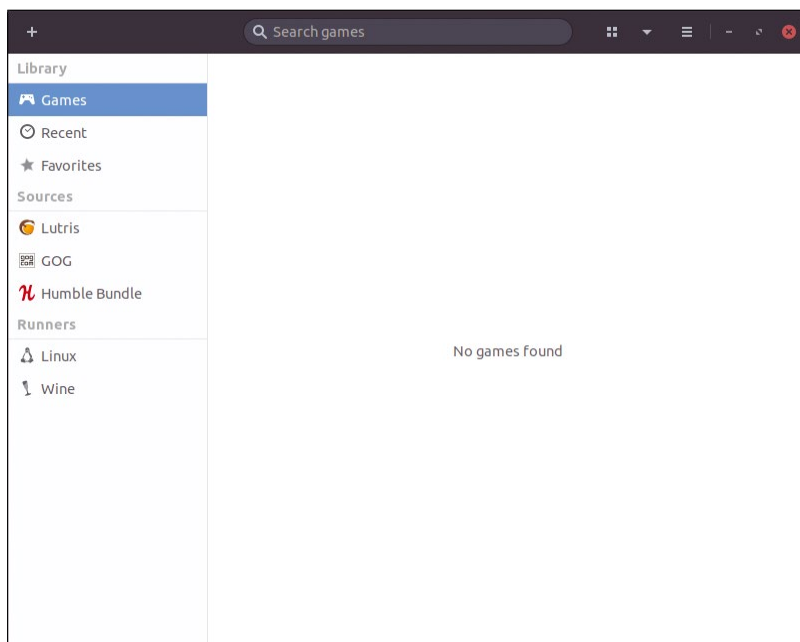 Search games
Library
Games
Recent
Favorites
Sources
Lutris
GOG
Humble Bundle
Runners
Linux
Wine
No games found